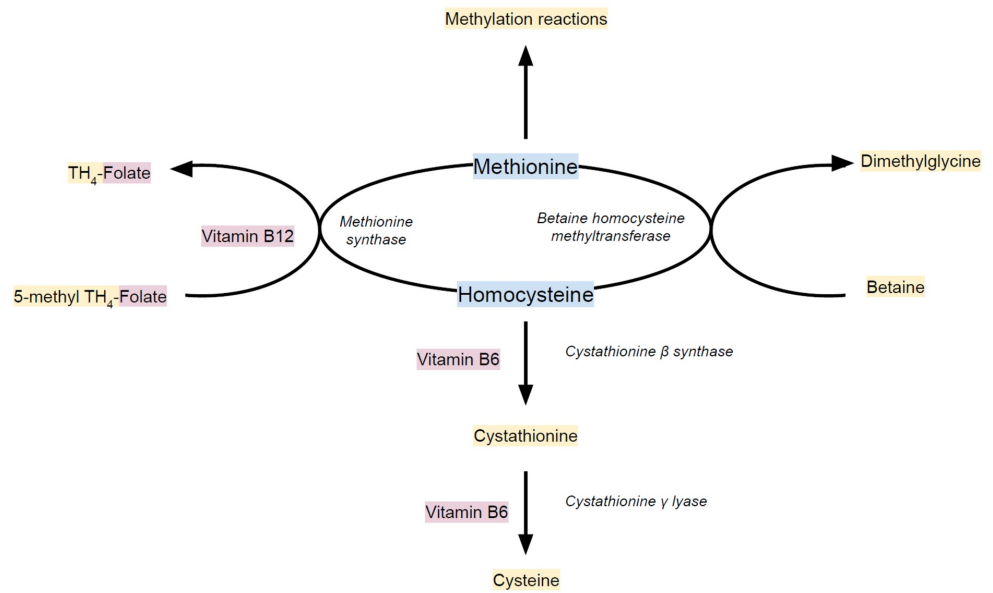 Methylation reactions
Methionine
TH₄-Folate
Dimethylglycine
Methionine
synthase
Betaine homocysteine
methyltransferase
Vitamin B12
5-methyl TH₄-Folate
Homocysteine
Betaine
Vitamin B6
Cystathionine β synthase
Cystathionine
Vitamin B6
Cystathionine γ lyase
Cysteine